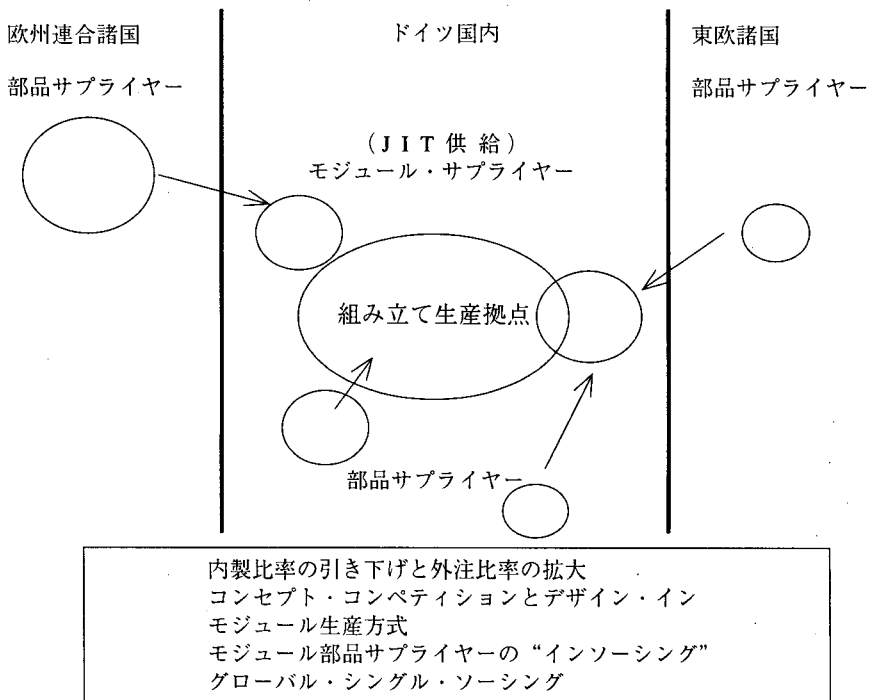 欧州連合諸国
部品サプライヤー
ドイツ国内
東欧諸国
部品サプライヤー
（JIT供給）
モジュール・サプライヤー
組み立て生産拠点
部品サプライヤー
内製比率の引き下げと外注比率の拡大
コンセプト・コンペティションとデザイン・イン
モジュール生産方式
モジュール部品サプライヤーの“インソーシング”
グローバル・シングル・ソーシング